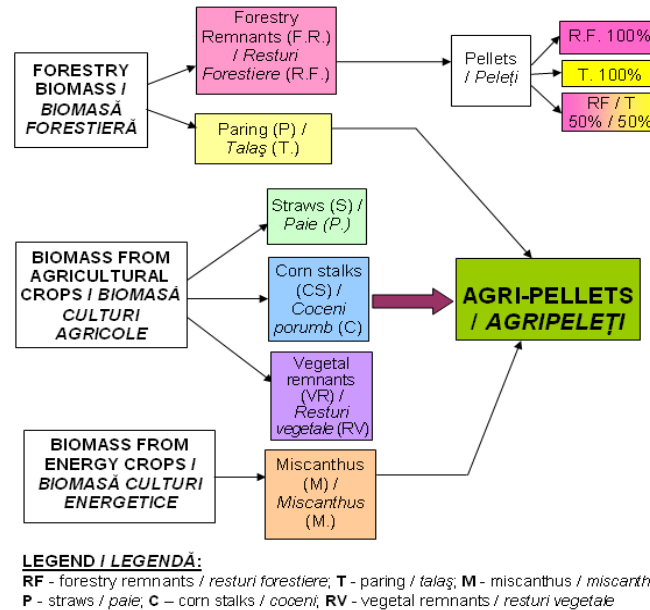 Forestry
Remnants (F.R.)
/ Resturi
Forestiere (R.F.)
Pellets
/ Peleți
R.F. 100%
T. 100%
RF / T
50% / 50%
FORESTRY
BIOMASS /
BIOMASĂ
FORESTIERĂ
Paring (P) /
Talaş (T.)
Straws (S) /
Paie (P.)
BIOMASS FROM
AGRICULTURAL
CROPS / BIOMASĂ
CULTURI
AGRICOLE
Corn stalks
(CS) /
Coceni
porumb (C)
AGRI-PELLETS
/ AGRIPELEȚI
Vegetal
remnants
(VR) /
Resturi
vegetale (RV)
BIOMASS FROM
ENERGY CROPS /
BIOMASĂ CULTURI
ENERGETICE
Miscanthus
(M) /
Miscanthus
(M.)
LEGEND / LEGENDĂ:
RF - forestry remnants / resturi forestiere; T - paring / talaş; M - miscanthus / miscanth
P - straws / paie; C – corn stalks / coceni; RV - vegetal remnants / resturi vegetale